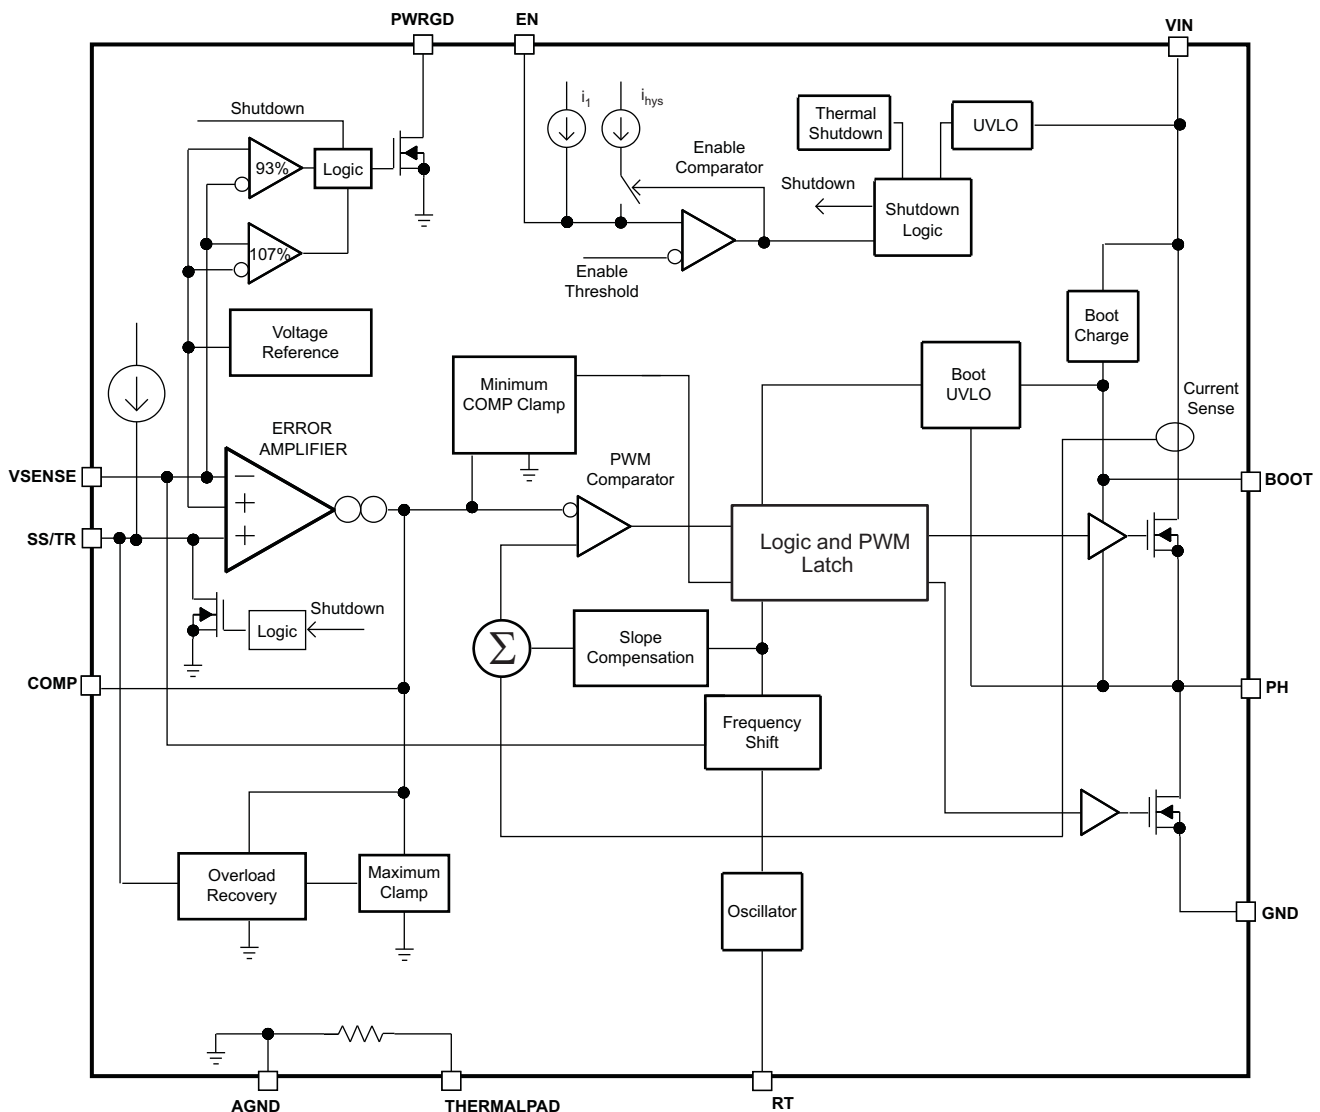 PWRGD
EN
VIN
Shutdown
i1
ihys
Thermal
Shutdown
UVLO
93%
Logic
Enable
Comparator
Shutdown
Shutdown
Logic
107%
Enable
Threshold
Voltage
Reference
Boot
Charge
Minimum
COMP Clamp
Boot
UVLO
Current
Sense
ERROR
AMPLIFIER
PWM
Comparator
VSENSE
−
+
+
BOOT
SS/TR
Logic and PWM
Latch
Shutdown
Logic
Σ
Slope
Compensation
COMP
PH
Frequency
Shift
Overload
Recovery
Maximum
Clamp
Oscillator
GND
AGND
THERMALPAD
RT